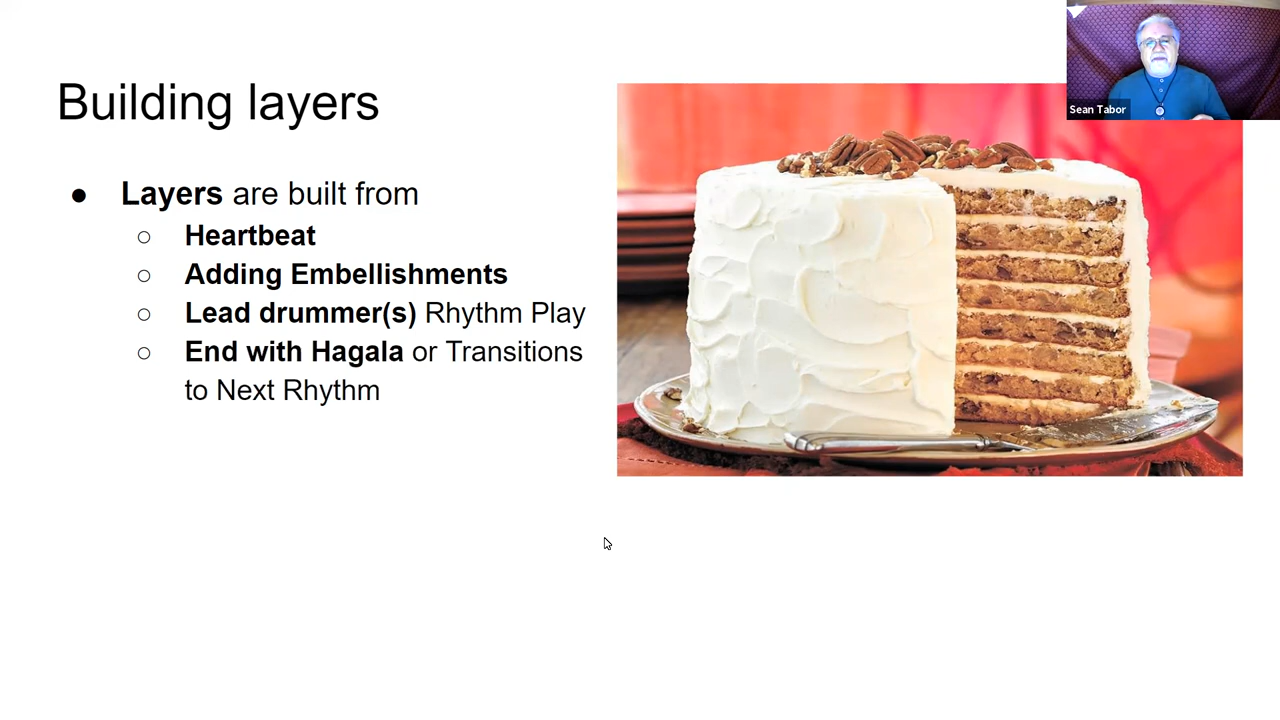 Sean Tabor
Building layers
● Layers are built from
○ Heartbeat
○ Adding Embellishments
○ Lead drummer(s) Rhythm Play
○ End with Hagala or Transitions
to Next Rhythm